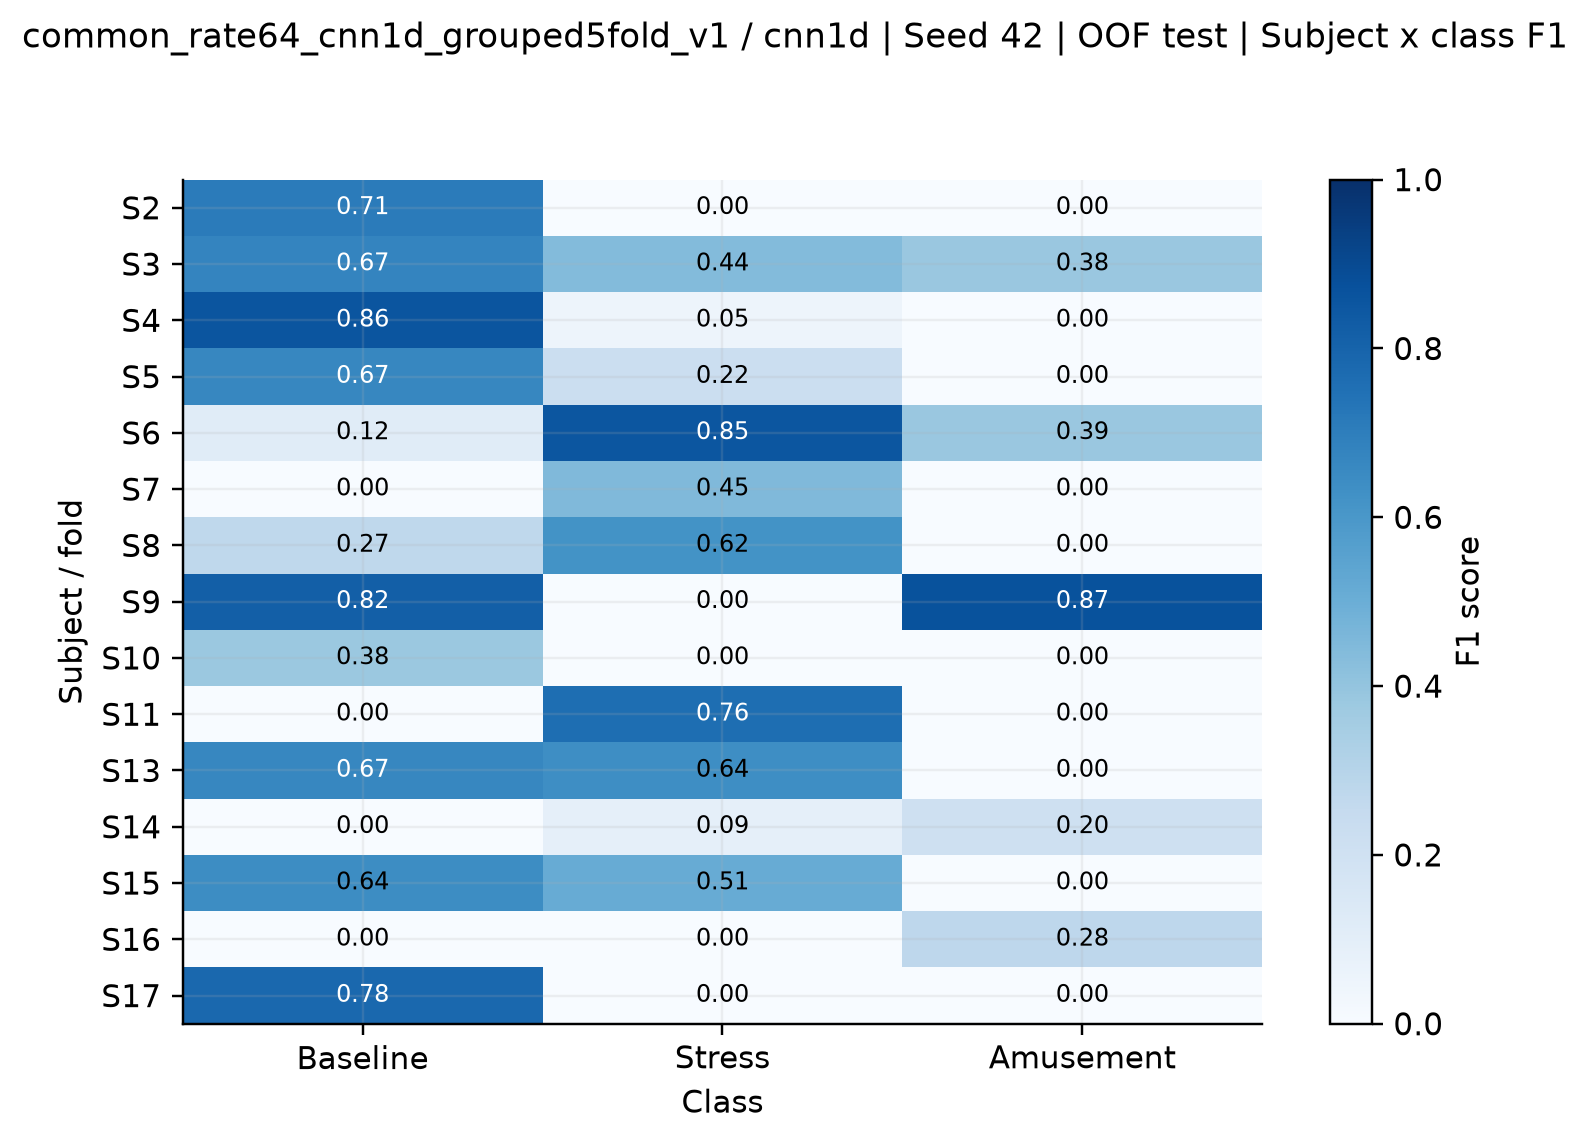 common_rate64_cnn1d_grouped5fold_v1 / cnn1d | Seed 42 | OOF test | Subject x class F1
S2 0.71 0.00 0.00
S3 0.67 0.44 0.38
S4 0.86 0.05 0.00
S5 0.67 0.22 0.00
S6 0.12 0.85 0.39
S7 0.00 0.45 0.00
S8 0.27 0.62 0.00
S9 0.82 0.00 0.87
S10 0.38 0.00 0.00
S11 0.00 0.76 0.00
S13 0.67 0.64 0.00
S14 0.00 0.09 0.20
S15 0.64 0.51 0.00
S16 0.00 0.00 0.28
S17 0.78 0.00 0.00
Baseline Stress Amusement
Class
Subject / fold
1.0
0.8
0.6
0.4
0.2
0.0
F1 score